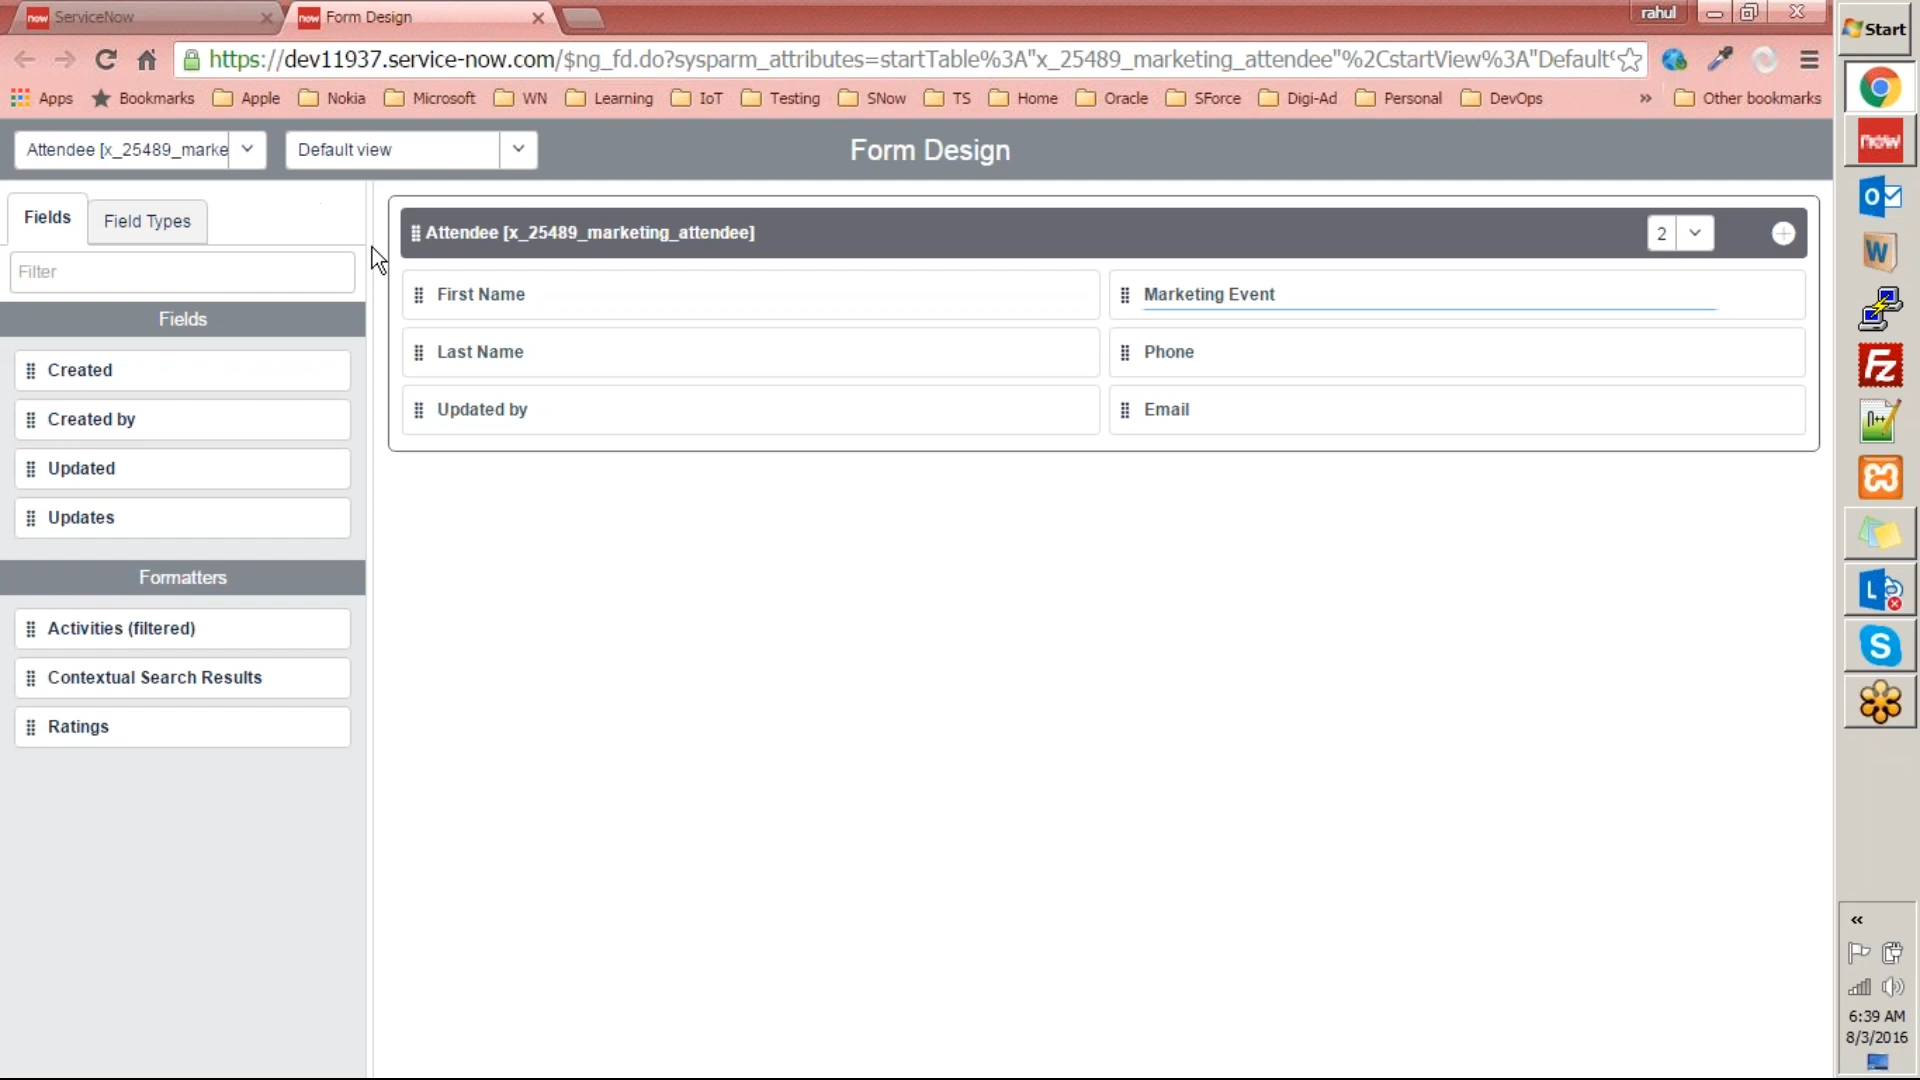 now ServiceNow
now Form Design
rahul
Start
https://dev11937.service-now.com/$ng_fd.do?sysparm_attributes=startTable%3A"x_25489_marketing_attendee"%2CstartView%3A"Default
Apps Bookmarks Apple Nokia Microsoft WN Learning IoT Testing SNow TS Home Oracle SForce Digi-Ad Personal DevOps » Other bookmarks
now
Attendee [x_25489_marke
Default view
Form Design
Fields
Field Types
Filter
Fields
Created
Created by
Updated
Updates
Formatters
Activities (filtered)
Contextual Search Results
Ratings
Attendee [x_25489_marketing_attendee]
2
First Name
Marketing Event
Last Name
Phone
Updated by
Email
6:39 AM
8/3/2016